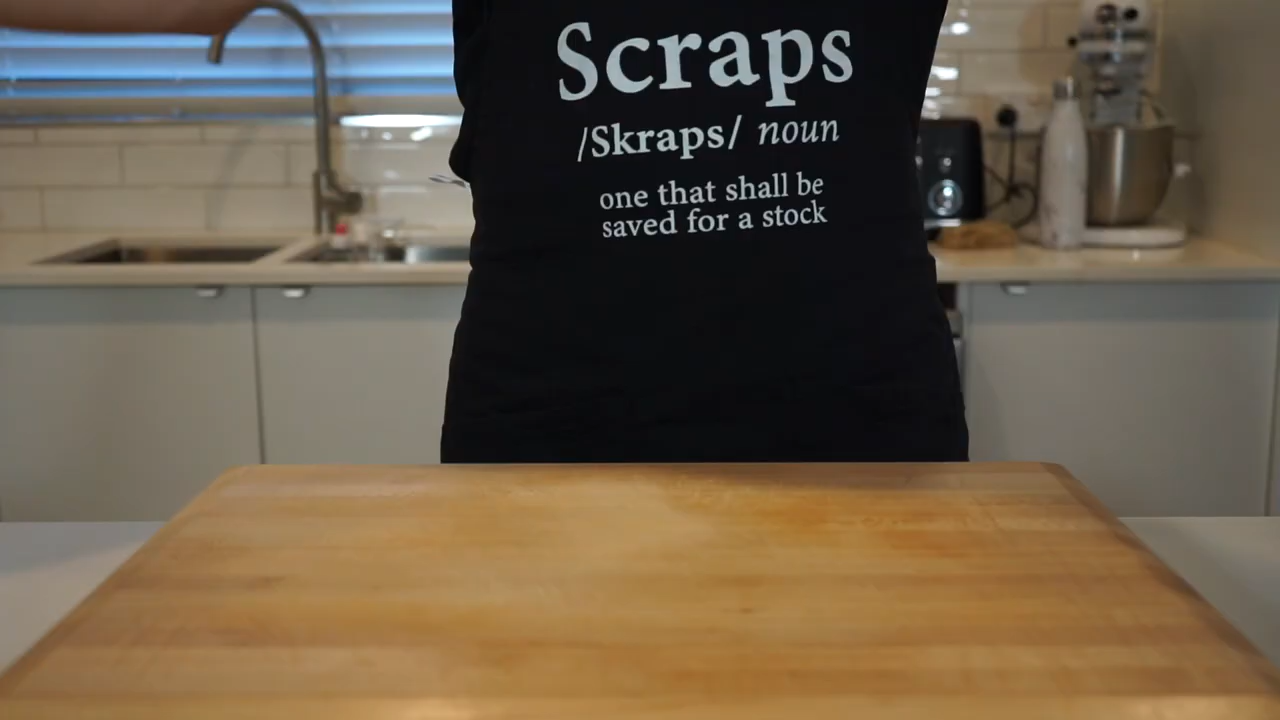 Scraps
/Skraps/ noun
one that shall be
saved for a stock